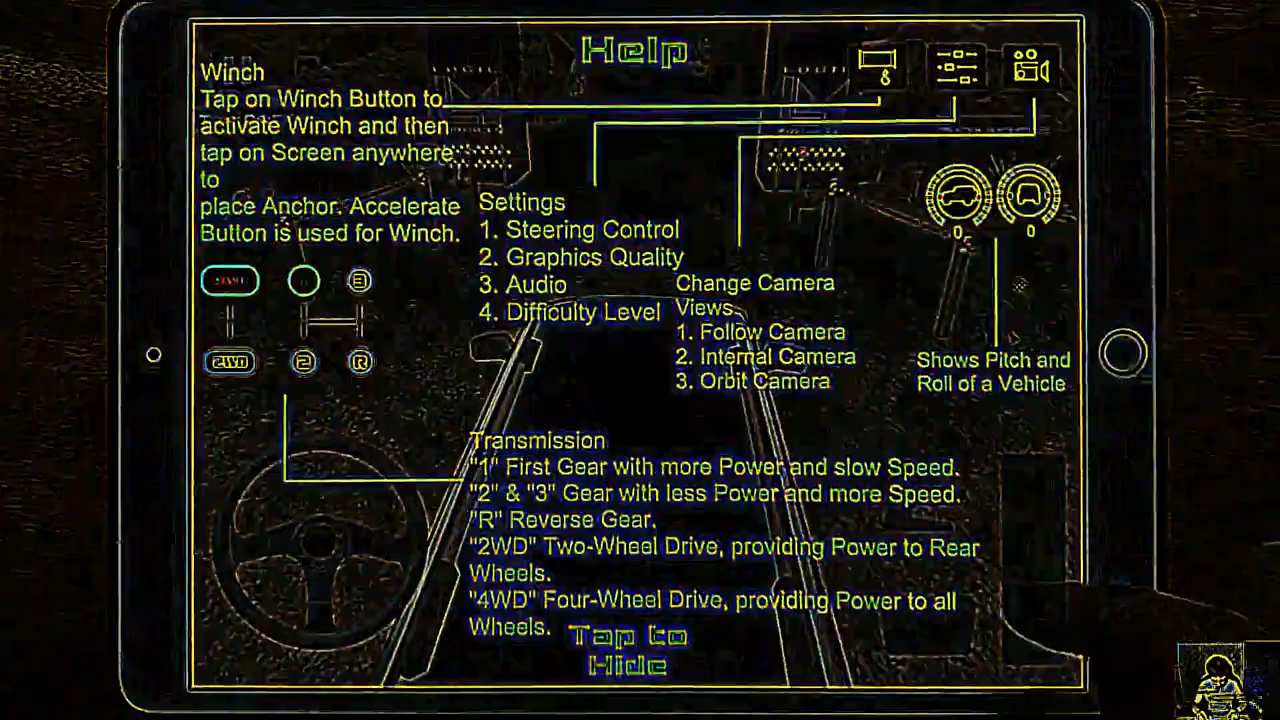 Help
Winch
Tap on Winch Button to
activate Winch and then
tap on Screen anywhere
to
place Anchor. Accelerate
Button is used for Winch.
Settings
1. Steering Control
2. Graphics Quality
3. Audio
4. Difficulty Level
Change Camera
Views
1. Follow Camera
2. Internal Camera
3. Orbit Camera
0 0
Shows Pitch and
Roll of a Vehicle
3
2WD 2 R
Transmission
"1" First Gear with more Power and slow Speed.
"2" & "3" Gear with less Power and more Speed.
"R" Reverse Gear.
"2WD" Two-Wheel Drive, providing Power to Rear
Wheels.
"4WD" Four-Wheel Drive, providing Power to all
Wheels.
Tap to
Hide